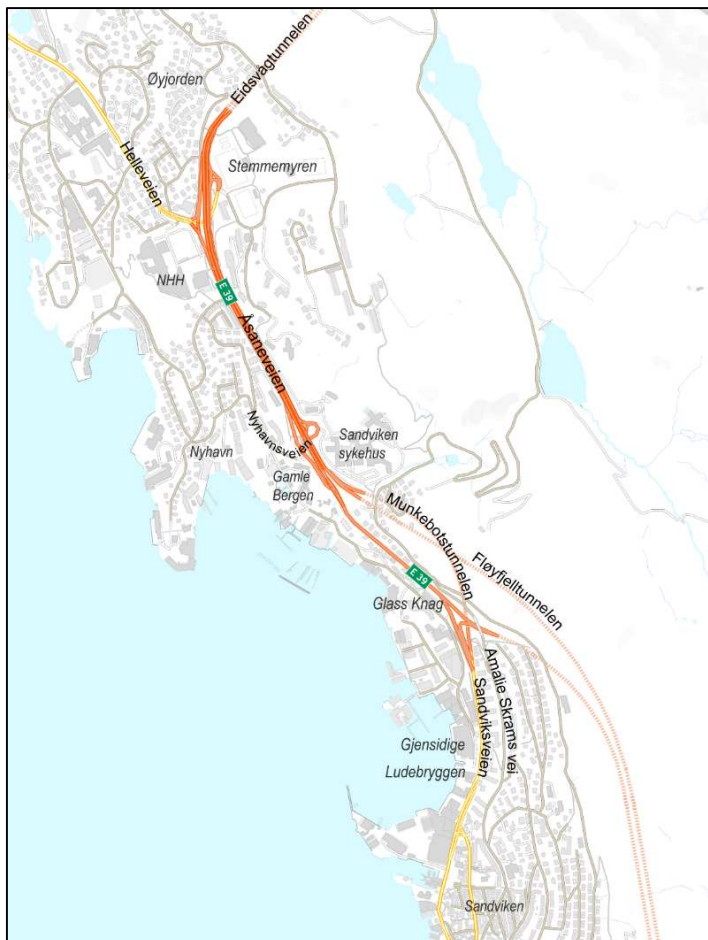 Eidsvagtunnelen
Øyjorden
Helleveien
Stemmemyren
NHH
E 39
Åsaneveien
Nyhavnsveien
Nyhavn
Sandviken
sykehus
Gamle
Bergen
Munkebotstunnelen
Fløyfjelltunnelen
E 39
Glass Knag
Amalie Skrams vei
Sandviksveien
Gjensidige
Ludebryggen
Sandviken